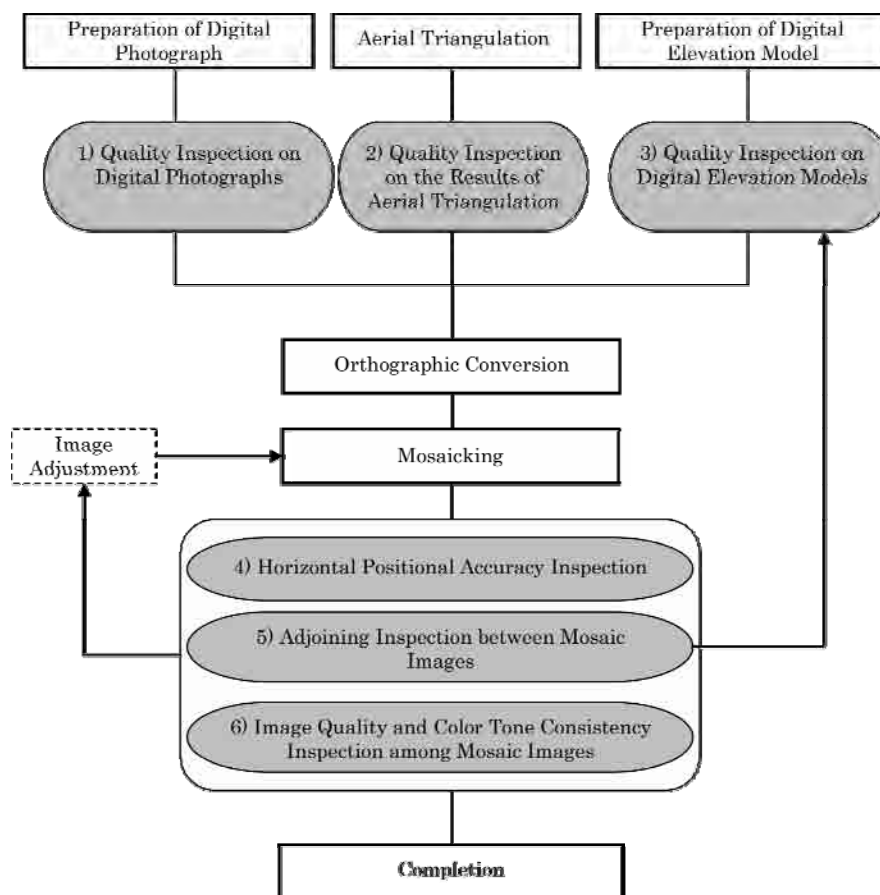 Preparation of Digital
Photograph
Aerial Triangulation
Preparation of Digital
Elevation Model
1) Quality Inspection on
Digital Photographs
2) Quality Inspection
on the Results of
Aerial Triangulation
3) Quality Inspection on
Digital Elevation Models
Orthographic Conversion
Image
Adjustment
Mosaicking
4) Horizontal Positional Accuracy Inspection
5) Adjoining Inspection between Mosaic
Images
6) Image Quality and Color Tone Consistency
Inspection among Mosaic Images
Completion